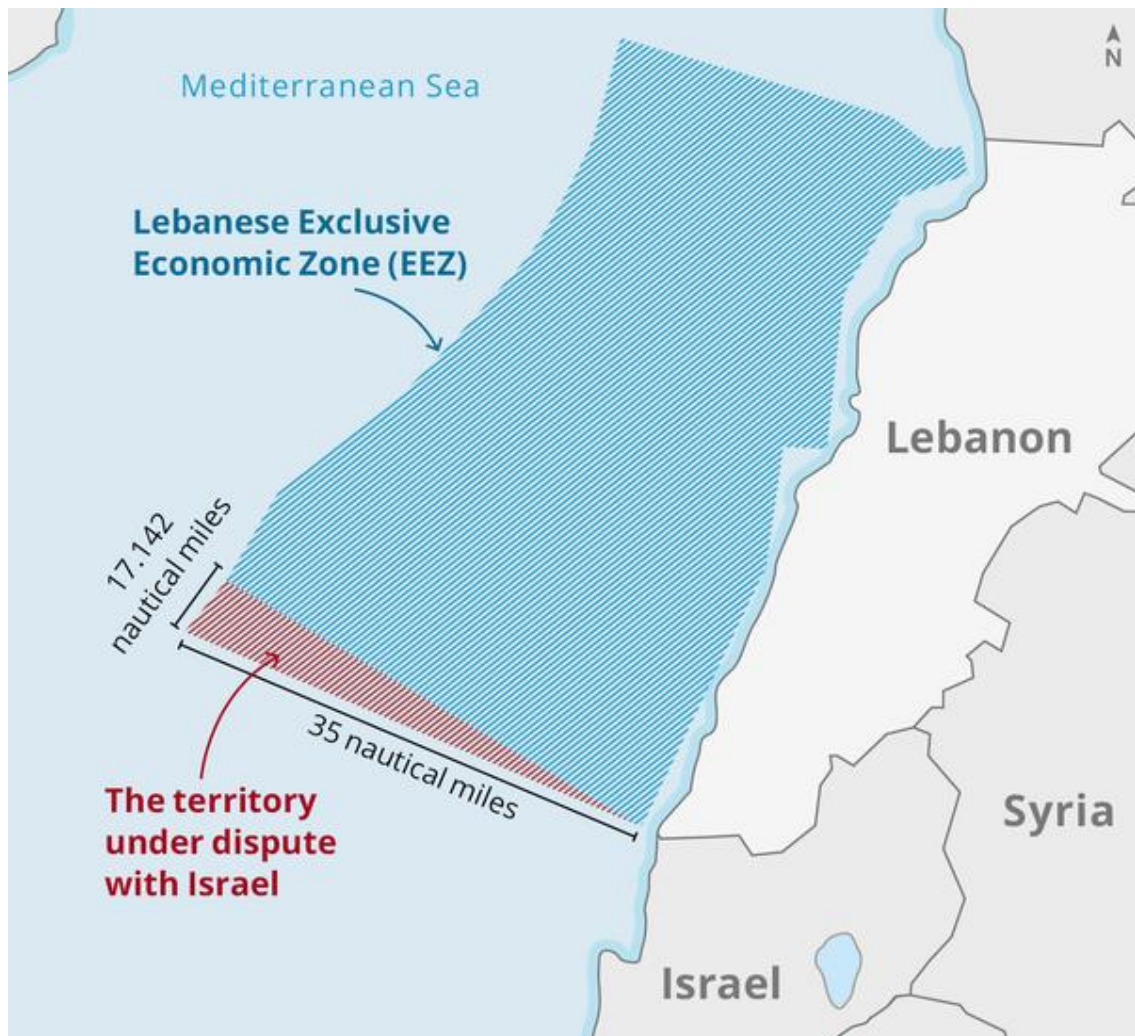 N
Mediterranean Sea
Lebanese Exclusive
Economic Zone (EEZ)
Lebanon
17.142
nautical miles
35 nautical miles
The territory
under dispute
with Israel
Syria
Israel